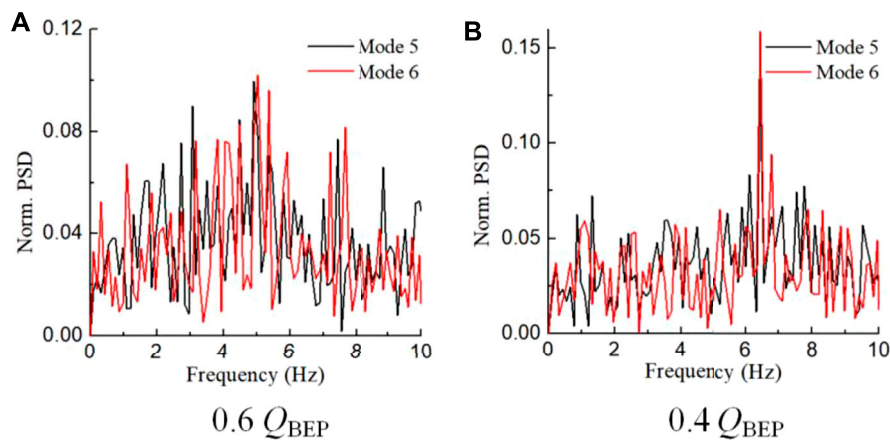 A
0.12
0.08
0.04
0.00
Norm. PSD
Mode 5
Mode 6
0 2 4 6 8 10
Frequency (Hz)
0.6 Q_BEP
B
0.15
0.10
0.05
0.00
Norm. PSD
Mode 5
Mode 6
0 2 4 6 8 10
Frequency (Hz)
0.4 Q_BEP